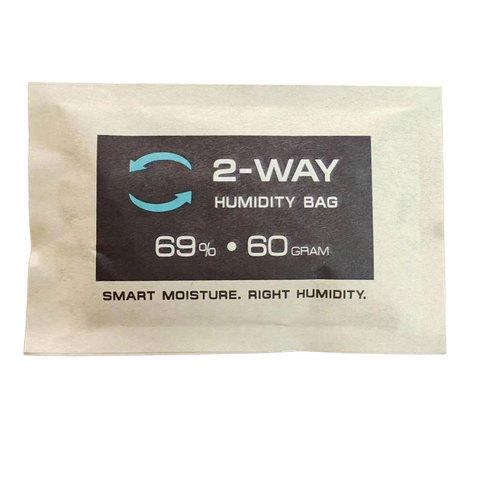 2-WAY
HUMIDITY BAG
69% • 60 GRAM
SMART MOISTURE. RIGHT HUMIDITY.